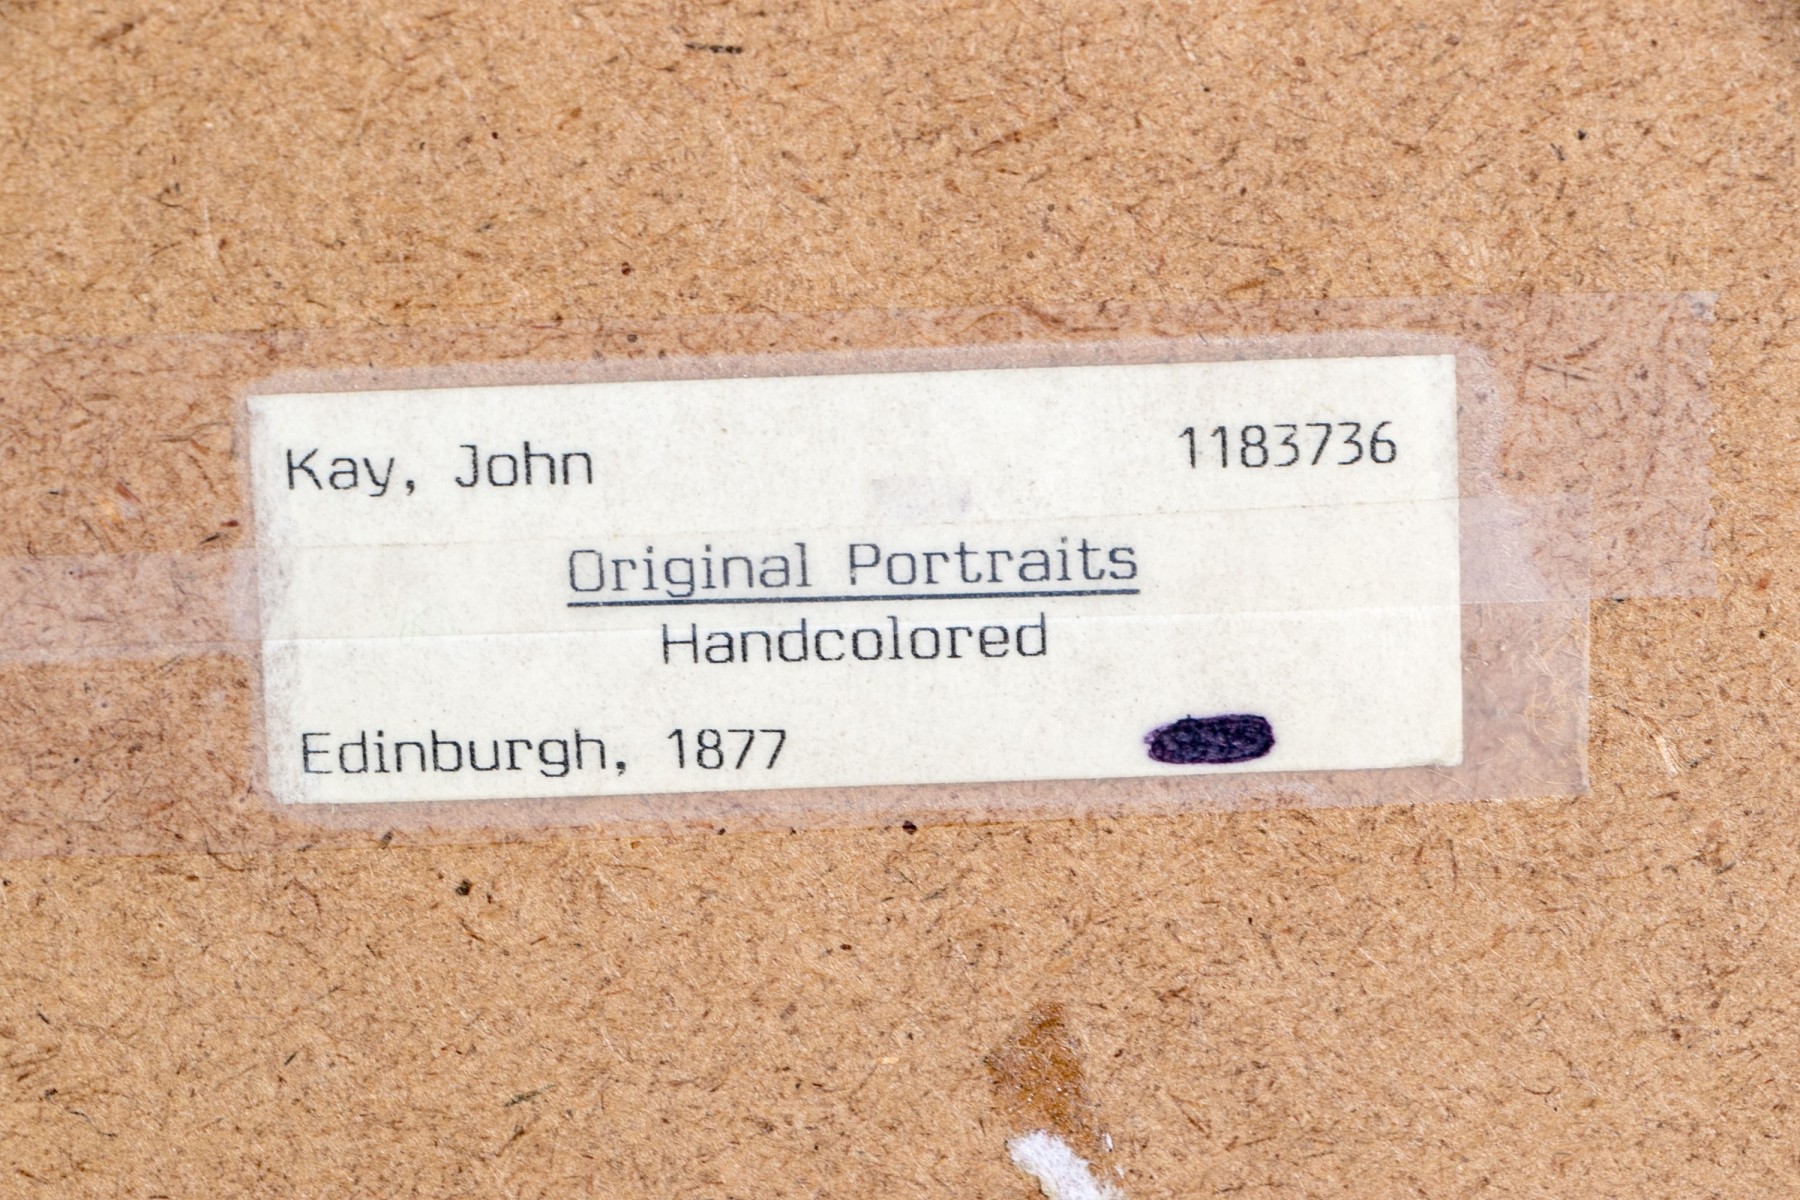 Kay, John 1183736
Original Portraits
Handcolored
Edinburgh, 1877